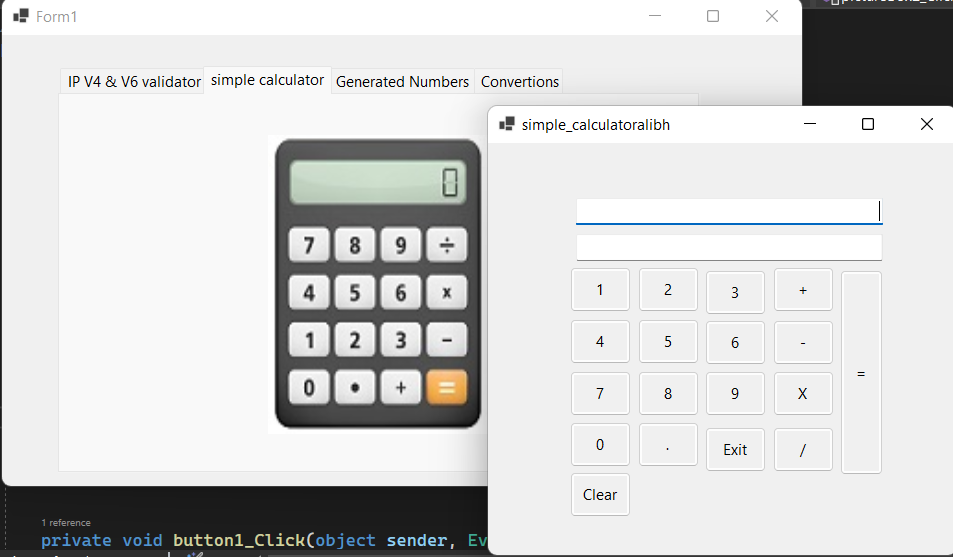 Form1
IP V4 & V6 validator simple calculator Generated Numbers Convertions
0
7 8 9 ÷
4 5 6 x
1 2 3 −
0 • + =
simple_calculatoralibh
1 2 3 +
4 5 6 -
7 8 9 X
=
0 . Exit /
Clear
1 reference
private void button1_Click(object sender, Ev